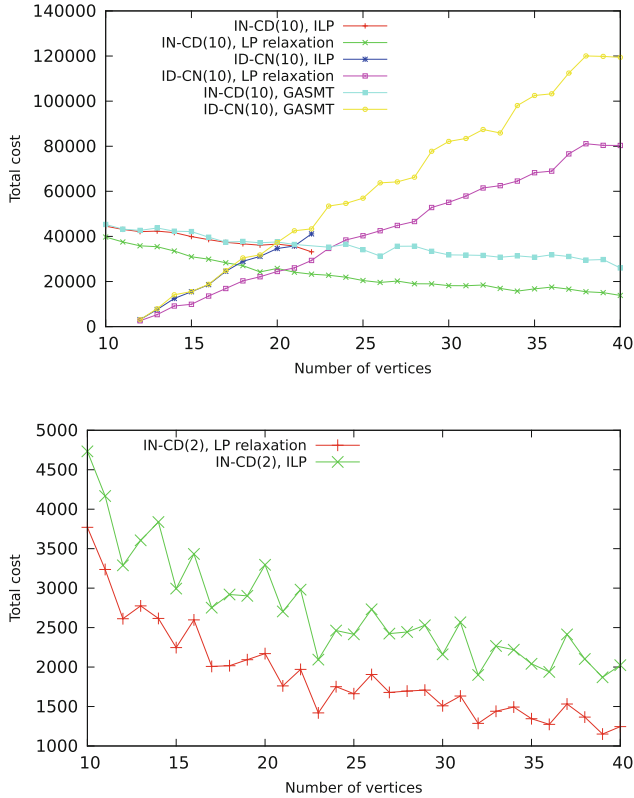 140000
120000
100000
80000
60000
40000
20000
0
Total cost
IN-CD(10), ILP
IN-CD(10), LP relaxation
ID-CN(10), ILP
ID-CN(10), LP relaxation
IN-CD(10), GASMT
ID-CN(10), GASMT
10 15 20 25 30 35 40
Number of vertices
5000
4500
4000
3500
3000
2500
2000
1500
1000
Total cost
IN-CD(2), LP relaxation
IN-CD(2), ILP
10 15 20 25 30 35 40
Number of vertices